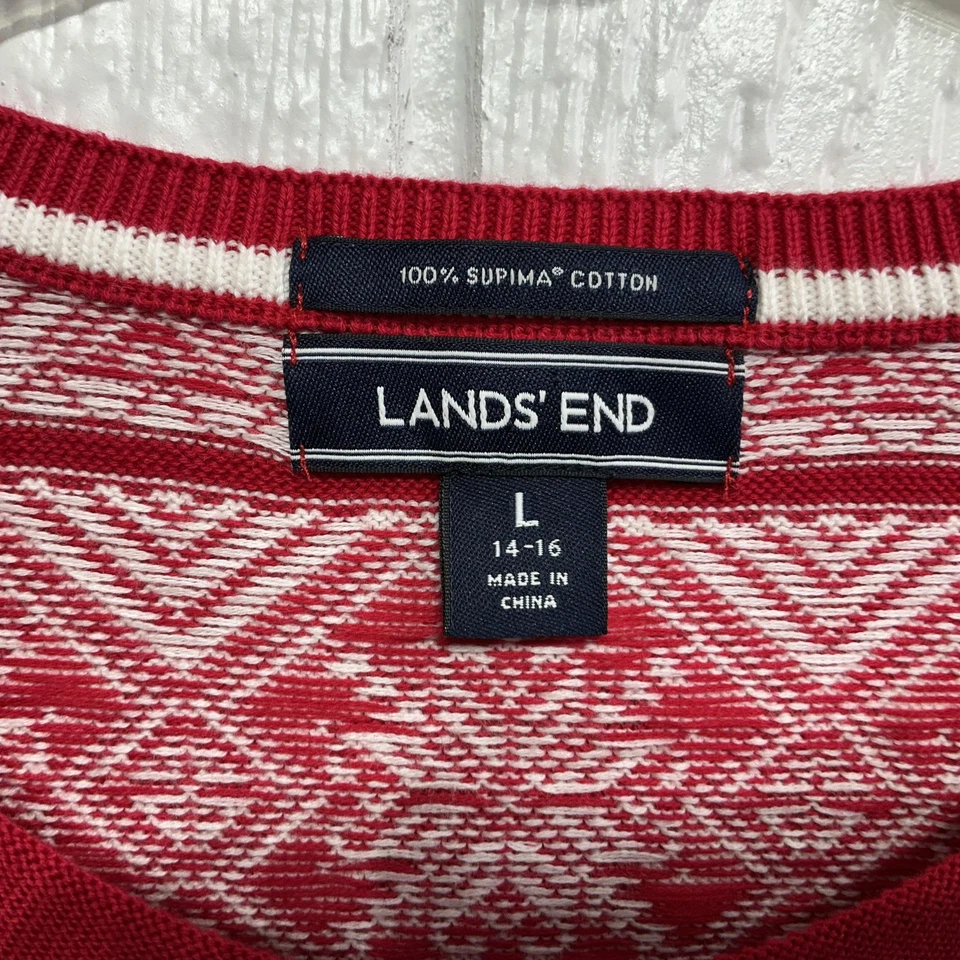 100% SUPIMA® COTTON
LANDS' END
L
14-16
MADE IN
CHINA